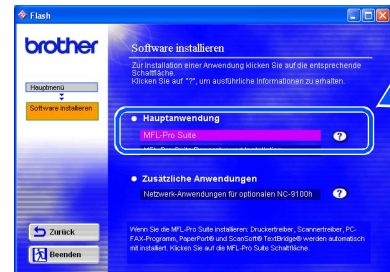 Flash
brother
Software installieren
Zur Installation einer Anwendung klicken Sie auf die entsprechende
Schaltfläche.
Klicken Sie auf "?", um ausführliche Informationen zu erhalten.
Hauptmenü
Software installieren
Hauptanwendung
MFL-Pro Suite
?
Zusätzliche Anwendungen
Netzwerk-Anwendungen für optionalen NC-9100h
?
Wenn Sie die MFL-Pro Suite installieren: Druckertreiber, Scannertreiber, PC-
FAX-Programm, PaperPort® und ScanSoft® TextBridge® werden automatisch
mit installiert. Klicken Sie auf die MFL-Pro Suite Schaltfläche.
Zurück
Beenden